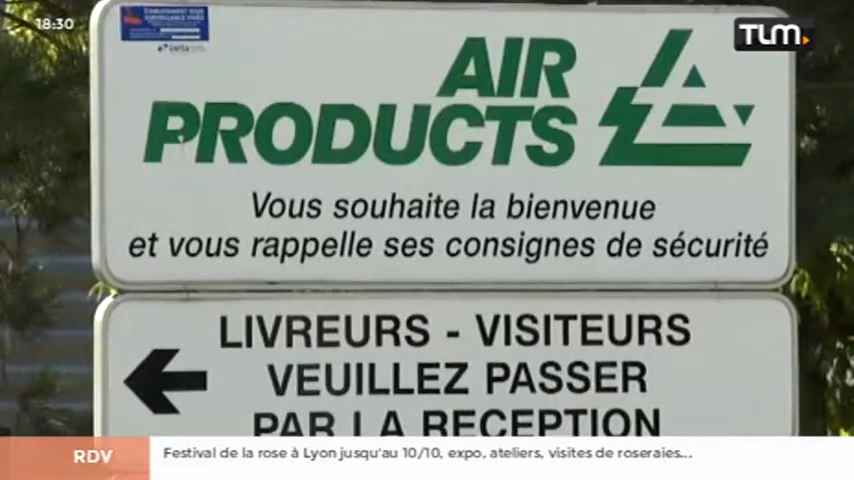 18:30
TLM
AIR
PRODUCTS
Vous souhaite la bienvenue
et vous rappelle ses consignes de sécurité
LIVREURS - VISITEURS
VEUILLEZ PASSER
PAR LA RECEPTION
RDV
Festival de la rose à Lyon jusqu'au 10/10, expo, ateliers, visites de roseraies...